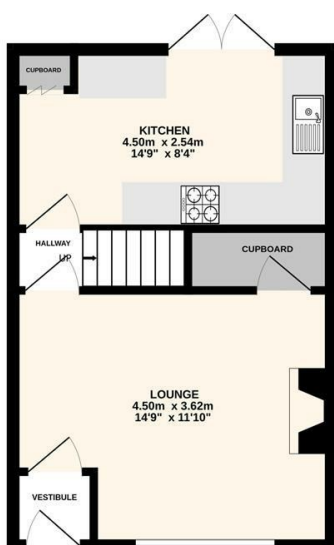 CUPBOARD
KITCHEN
4.50m x 2.54m
14'9" x 8'4"
HALLWAY
UP
CUPBOARD
LOUNGE
4.50m x 3.62m
14'9" x 11'10"
VESTIBULE